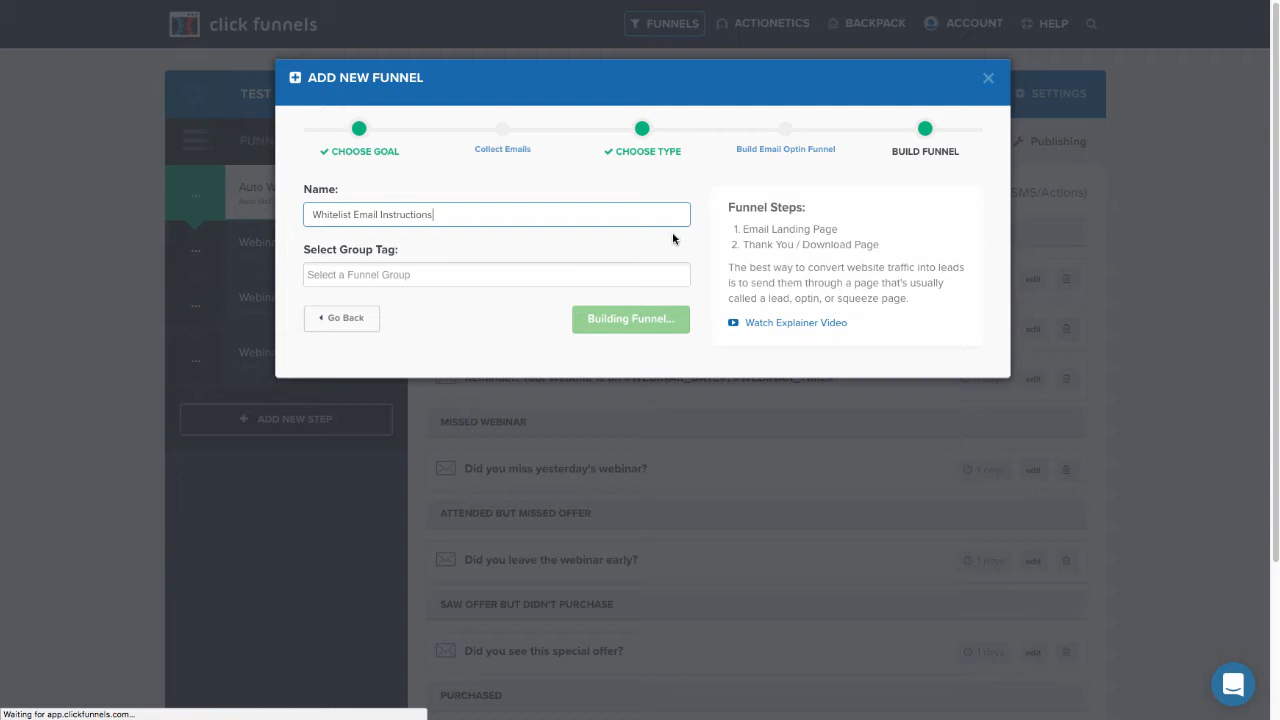 click funnels
FUNNELS
ACTIONETICS
BACKPACK
ACCOUNT
HELP
ADD NEW FUNNEL
TEST
SETTINGS
CHOOSE GOAL
Collect Emails
CHOOSE TYPE
Build Email Optin Funnel
BUILD FUNNEL
Publishing
Name:
Whitelist Email Instructions
Select Group Tag:
Select a Funnel Group
Go Back
Building Funnel...
Funnel Steps:
1. Email Landing Page
2. Thank You / Download Page
The best way to convert website traffic into leads
is to send them through a page that's usually
called a lead, optin, or squeeze page.
Watch Explainer Video
Auto W
SMS/Actions)
Webina
edit
Webina
edit
Webina
edit
ADD NEW STEP
MISSED WEBINAR
Did you miss yesterday's webinar?
1 days
edit
ATTENDED BUT MISSED OFFER
Did you leave the webinar early?
1 days
edit
SAW OFFER BUT DIDN'T PURCHASE
Did you see this special offer?
1 days
edit
PURCHASED
Waiting for app.clickfunnels.com...